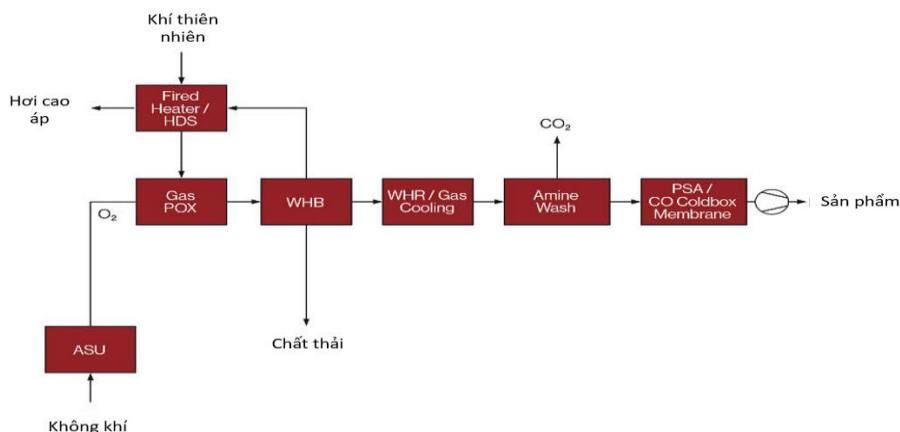 Khí thiên
nhiên
Hơi cao
áp
Fired
Heater /
HDS
CO₂
Gas
POX
WHB
WHR / Gas
Cooling
Amine
Wash
PSA /
CO Coldbox
Membrane
Sản phẩm
O₂
Chất thải
ASU
Không khí